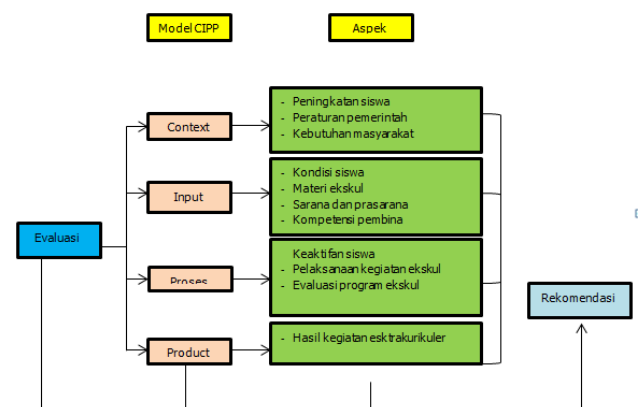 Model CIPP
Aspek
Context
- Peningkatan siswa
- Peraturan pemerintah
- Kebutuhan masyarakat
Input
- Kondisi siswa
- Materi ekskul
- Sarana dan prasarana
- Kompetensi pembina
Evaluasi
Proses
Keaktifan siswa
- Pelaksanaan kegiatan ekskul
- Evaluasi program ekskul
Rekomendasi
Product
- Hasil kegiatan esktrakurikuler